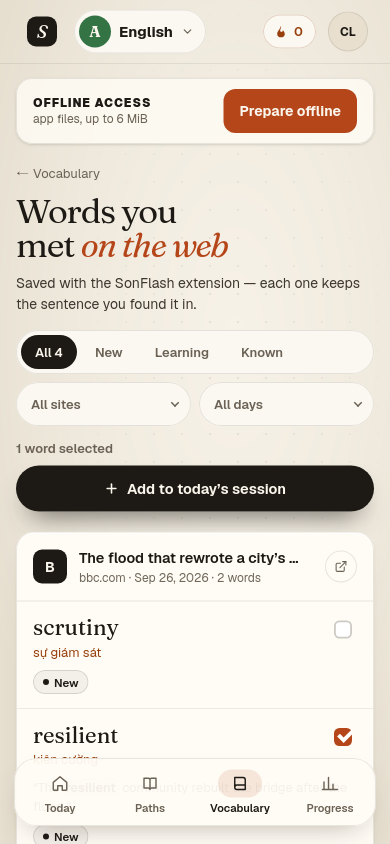 S
A
English
0
CL
OFFLINE ACCESS
app files, up to 6 MiB
Prepare offline
← Vocabulary
Words you
met on the web
Saved with the SonFlash extension — each one keeps
the sentence you found it in.
All 4
New
Learning
Known
All sites
All days
1 word selected
+ Add to today's session
B
The flood that rewrote a city's ...
bbc.com · Sep 26, 2026 · 2 words
scrutiny
sự giám sát
New
resilient
Today
Paths
Vocabulary
Progress
New